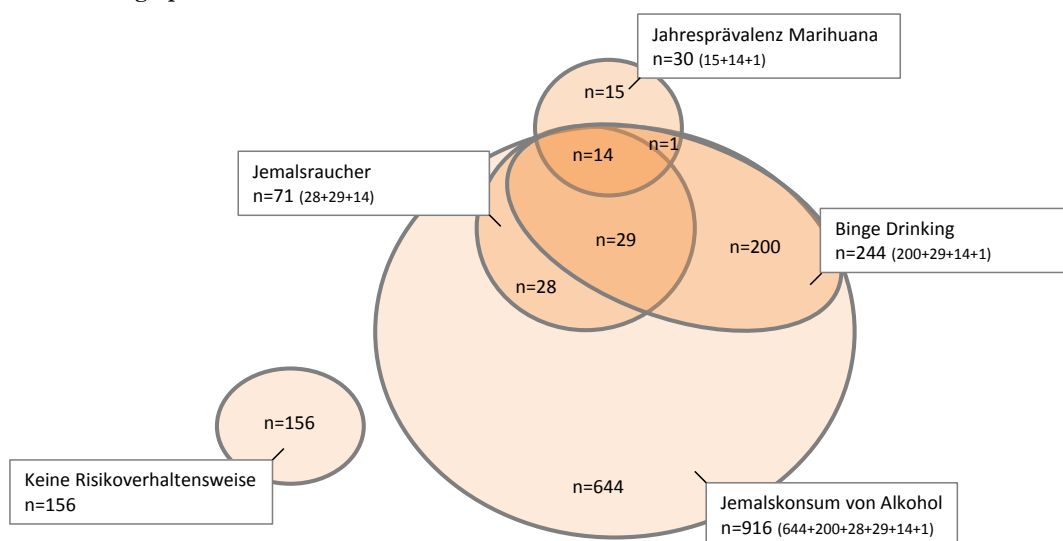 Jahresprävalenz Marihuana
n=30 (15+14+1)
n=15
n=14
n=1
Jemalsraucher
n=71 (28+29+14)
Binge Drinking
n=244 (200+29+14+1)
n=29
n=200
n=28
n=156
Keine Risikoverhaltensweise
n=156
n=644
Jemalskonsum von Alkohol
n=916 (644+200+28+29+14+1)